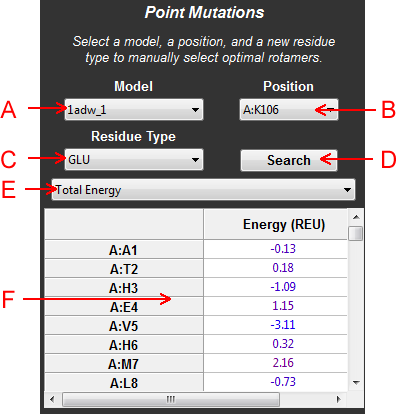 Point Mutations
Select a model, a position, and a new residue
type to manually select optimal rotamers.
Model Position
A 1adw_1 A:K106 B
Residue Type
C GLU Search D
E Total Energy
Energy (REU)
A:A1 -0.13
A:T2 0.18
A:H3 -1.09
F A:E4 1.15
A:V5 -3.11
A:H6 0.32
A:M7 2.16
A:L8 -0.73